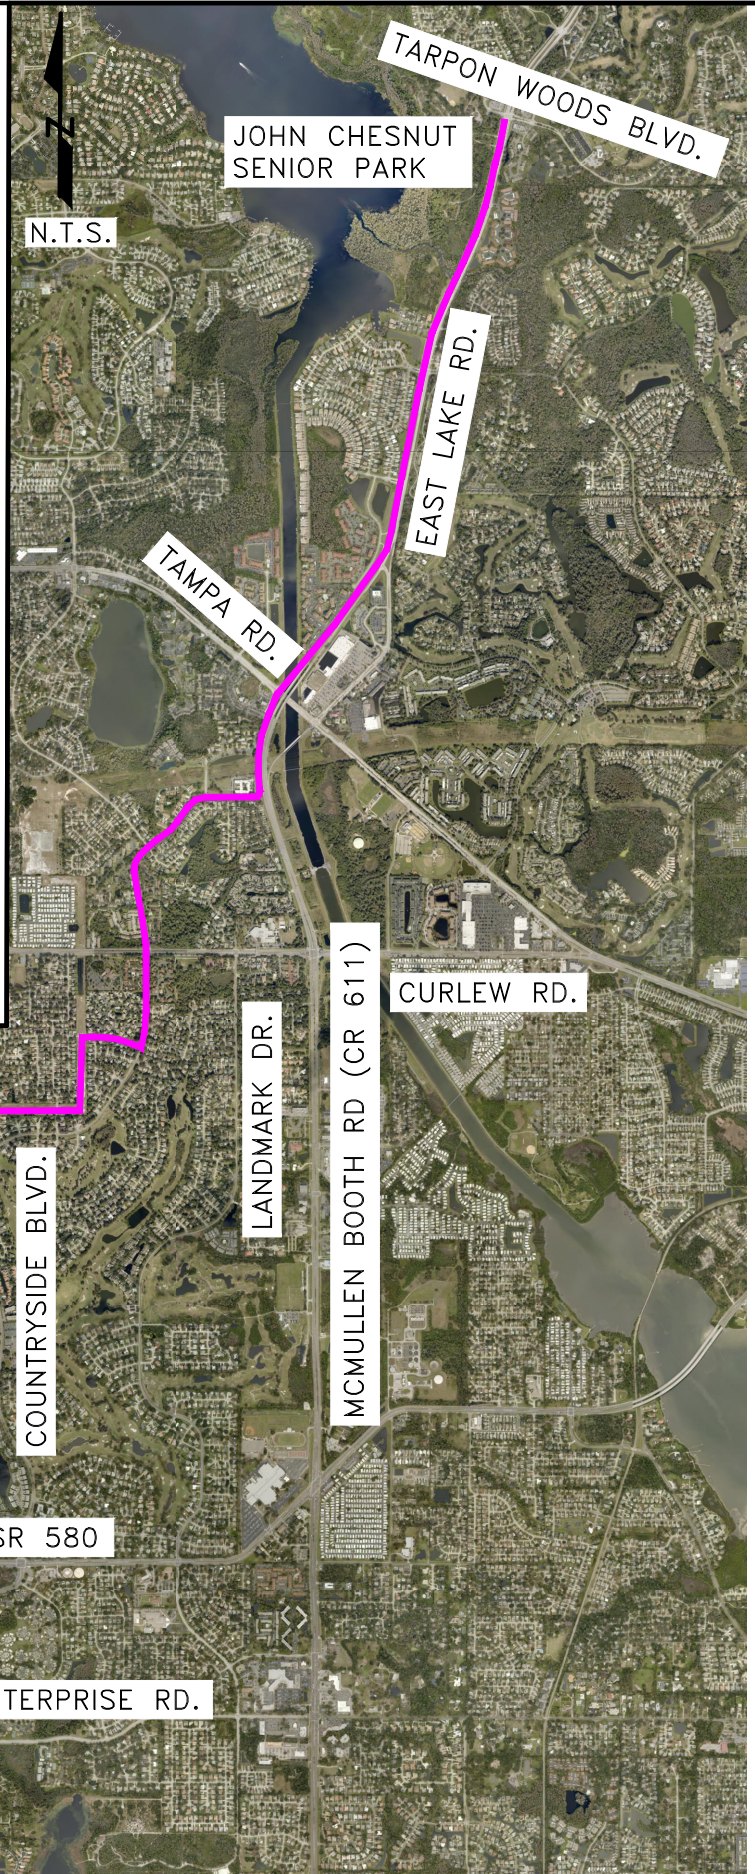 TARPON WOODS BLVD.
JOHN CHESNUT
SENIOR PARK
N
N.T.S.
EAST LAKE RD.
TAMPA RD.
CURLEW RD.
MCMULLEN BOOTH RD (CR 611)
LANDMARK DR.
COUNTRYSIDE BLVD.
SR 580
TERPRISE RD.